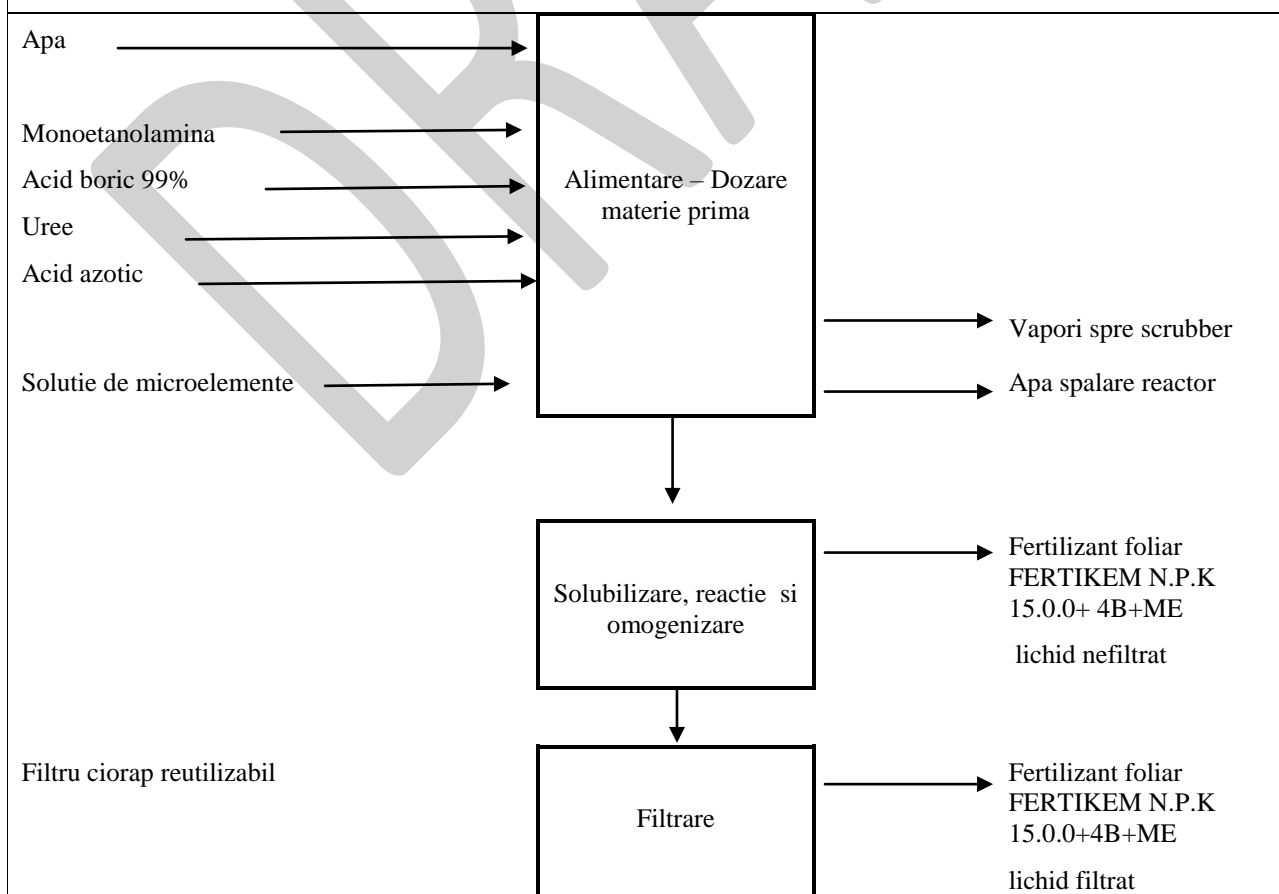 Apa
Monoetanolamina
Acid boric 99%
Uree
Acid azotic
Solutie de microelemente
Alimentare – Dozare
materie prima
Vapori spre scrubber
Apa spalare reactor
Solubilizare, reactie si
omogenizare
Fertilizant foliar
FERTIKEM N.P.K
15.0.0+ 4B+ME
lichid nefiltrat
Filtru ciorap reutilizabil
Filtrare
Fertilizant foliar
FERTIKEM N.P.K
15.0.0+4B+ME
lichid filtrat